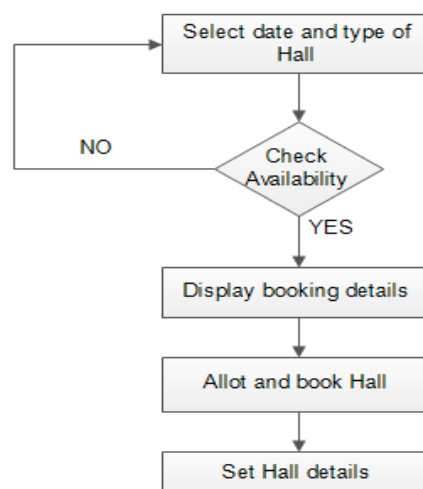 Select date and type of
Hall
NO
Check
Availability
YES
Display booking details
Allot and book Hall
Set Hall details